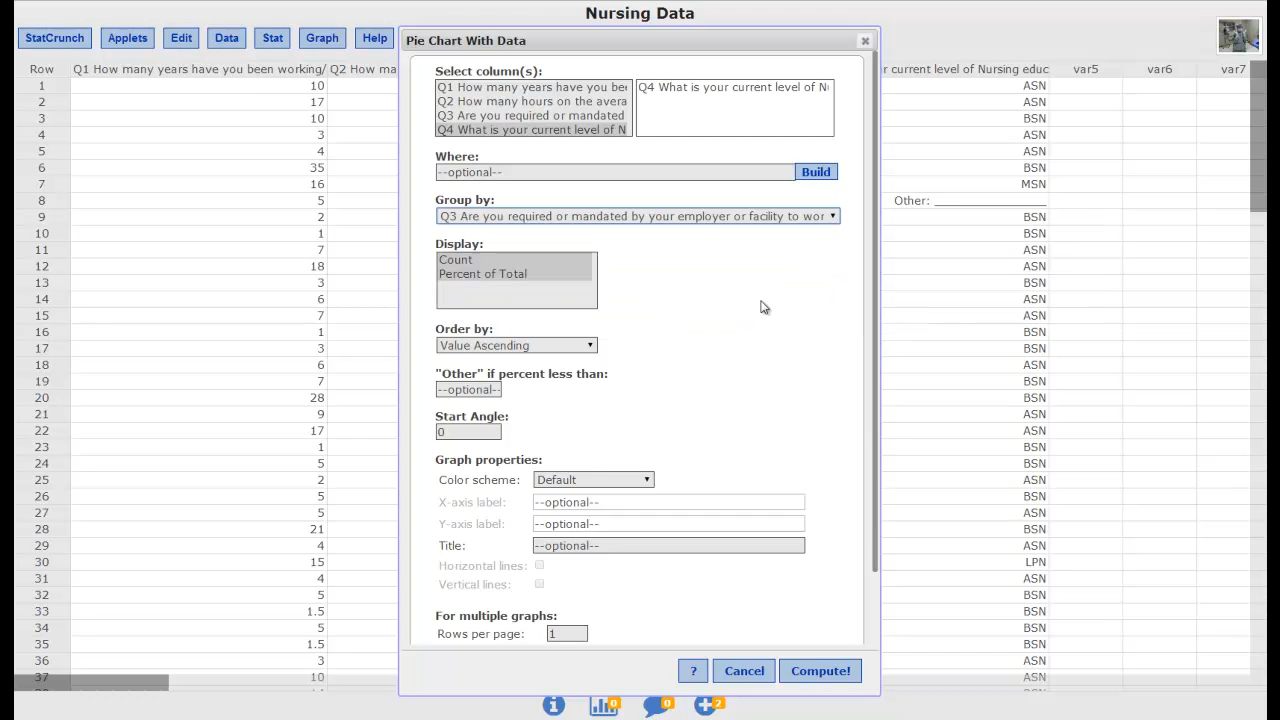 Nursing Data
StatCrunch Applets Edit Data Stat Graph Help
Row Q1 How many years have you been working/ Q2 How ma
r current level of Nursing educ var5 var6 var7
1 10 ASN
2 17 ASN
3 10 BSN
4 3 ASN
5 4 ASN
6 35 BSN
7 16 MSN
8 5 Other: _______________
9 2 BSN
10 1 BSN
11 7 ASN
12 18 ASN
13 3 BSN
14 6 ASN
15 7 ASN
16 1 BSN
17 3 BSN
18 6 ASN
19 7 BSN
20 28 BSN
21 9 ASN
22 17 ASN
23 1 BSN
24 5 BSN
25 2 ASN
26 5 BSN
27 5 ASN
28 21 BSN
29 4 ASN
30 15 LPN
31 4 ASN
32 5 BSN
33 1.5 BSN
34 5 BSN
35 1.5 BSN
36 3 ASN
37 10 ASN
Pie Chart With Data
Select column(s):
Q1 How many years have you bee
Q2 How many hours on the avera
Q3 Are you required or mandated
Q4 What is your current level of N
Q4 What is your current level of Nu
Where:
--optional-- Build
Group by:
Q3 Are you required or mandated by your employer or facility to wor
Display:
Count
Percent of Total
Order by:
Value Ascending
"Other" if percent less than:
--optional--
Start Angle:
0
Graph properties:
Color scheme: Default
X-axis label: --optional--
Y-axis label: --optional--
Title: --optional--
Horizontal lines:
Vertical lines:
For multiple graphs:
Rows per page: 1
? Cancel Compute!
0 0 2